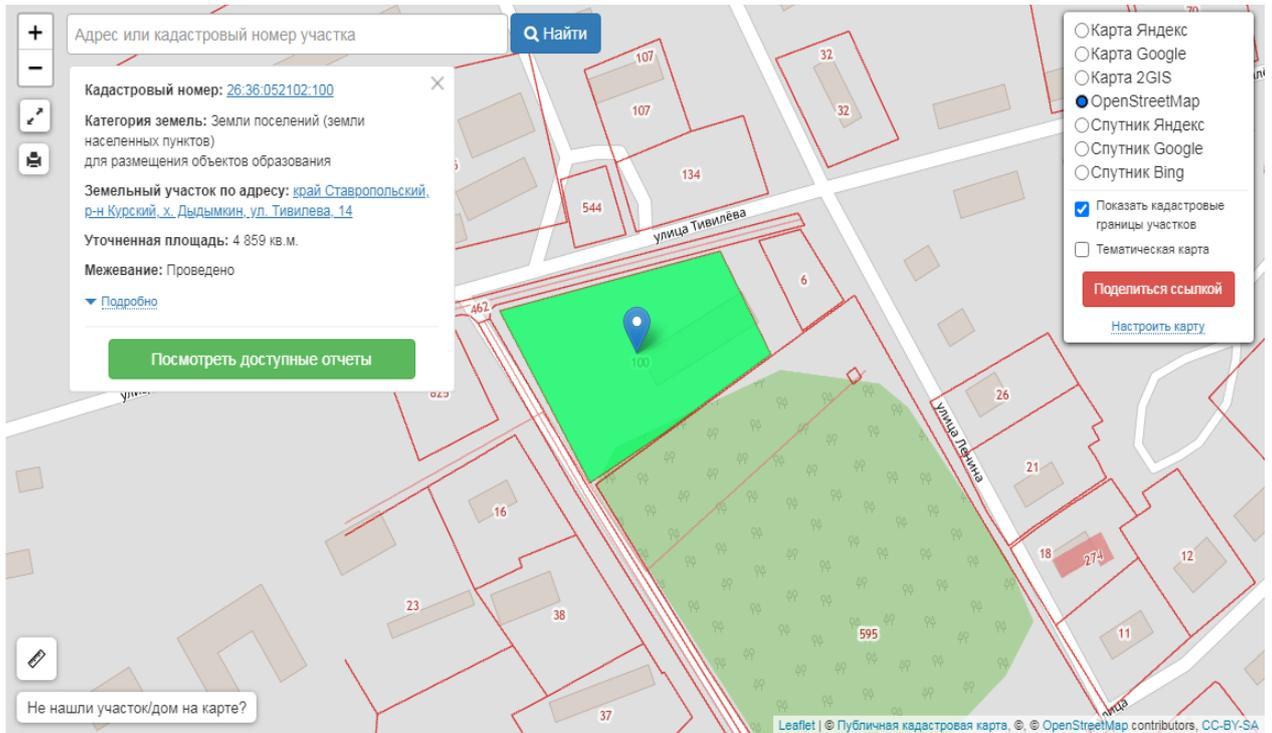 +
−
Адрес или кадастровый номер участка
Найти
Кадастровый номер: 26:36:052102:100
Категория земель: Земли поселений (земли
населенных пунктов)
для размещения объектов образования
Земельный участок по адресу: край Ставропольский,
р-н Курский, х. Дыдымкин, ул. Тивилева, 14
Уточненная площадь: 4 859 кв.м.
Межевание: Проведено
Подробно
Посмотреть доступные отчеты
Карта Яндекс
Карта Google
Карта 2GIS
OpenStreetMap
Спутник Яндекс
Спутник Google
Спутник Bing
Показать кадастровые
границы участков
Тематическая карта
Поделиться ссылкой
Настроить карту
107
107
32
32
134
544
улица Тивилёва
6
462
100
825
26
улица Ленина
21
16
18
274
12
23
38
11
595
37
Не нашли участок/дом на карте?
Leaflet | © Публичная кадастровая карта, ©, © OpenStreetMap contributors, CC-BY-SA